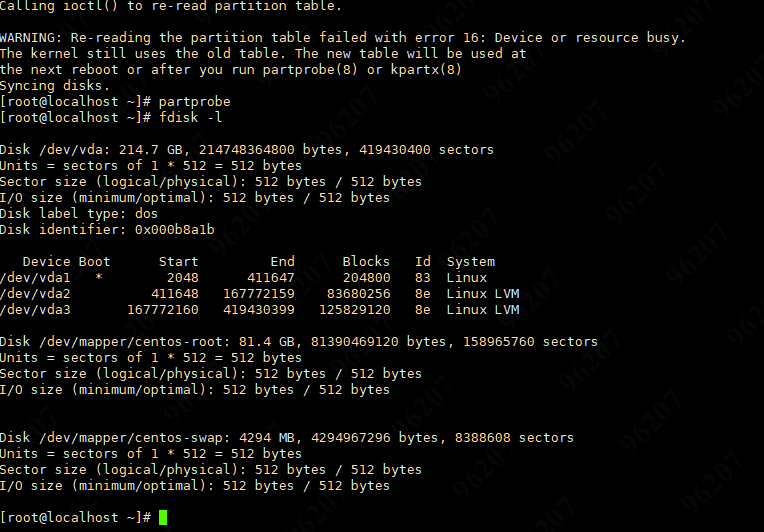 Calling ioctl() to re-read partition table.
WARNING: Re-reading the partition table failed with error 16: Device or resource busy.
The kernel still uses the old table. The new table will be used at
the next reboot or after you run partprobe(8) or kpartx(8)
Syncing disks.
[root@localhost ~]# partprobe
[root@localhost ~]# fdisk -l
Disk /dev/vda: 214.7 GB, 214748364800 bytes, 419430400 sectors
Units = sectors of 1 * 512 = 512 bytes
Sector size (logical/physical): 512 bytes / 512 bytes
I/O size (minimum/optimal): 512 bytes / 512 bytes
Disk label type: dos
Disk identifier: 0x000b8a1b
   Device Boot      Start         End      Blocks   Id  System
/dev/vda1   *        2048      411647      204800   83  Linux
/dev/vda2          411648   167772159    83680256   8e  Linux LVM
/dev/vda3       167772160   419430399   125829120   8e  Linux LVM
Disk /dev/mapper/centos-root: 81.4 GB, 81390469120 bytes, 158965760 sectors
Units = sectors of 1 * 512 = 512 bytes
Sector size (logical/physical): 512 bytes / 512 bytes
I/O size (minimum/optimal): 512 bytes / 512 bytes
Disk /dev/mapper/centos-swap: 4294 MB, 4294967296 bytes, 8388608 sectors
Units = sectors of 1 * 512 = 512 bytes
Sector size (logical/physical): 512 bytes / 512 bytes
I/O size (minimum/optimal): 512 bytes / 512 bytes
[root@localhost ~]#
96207